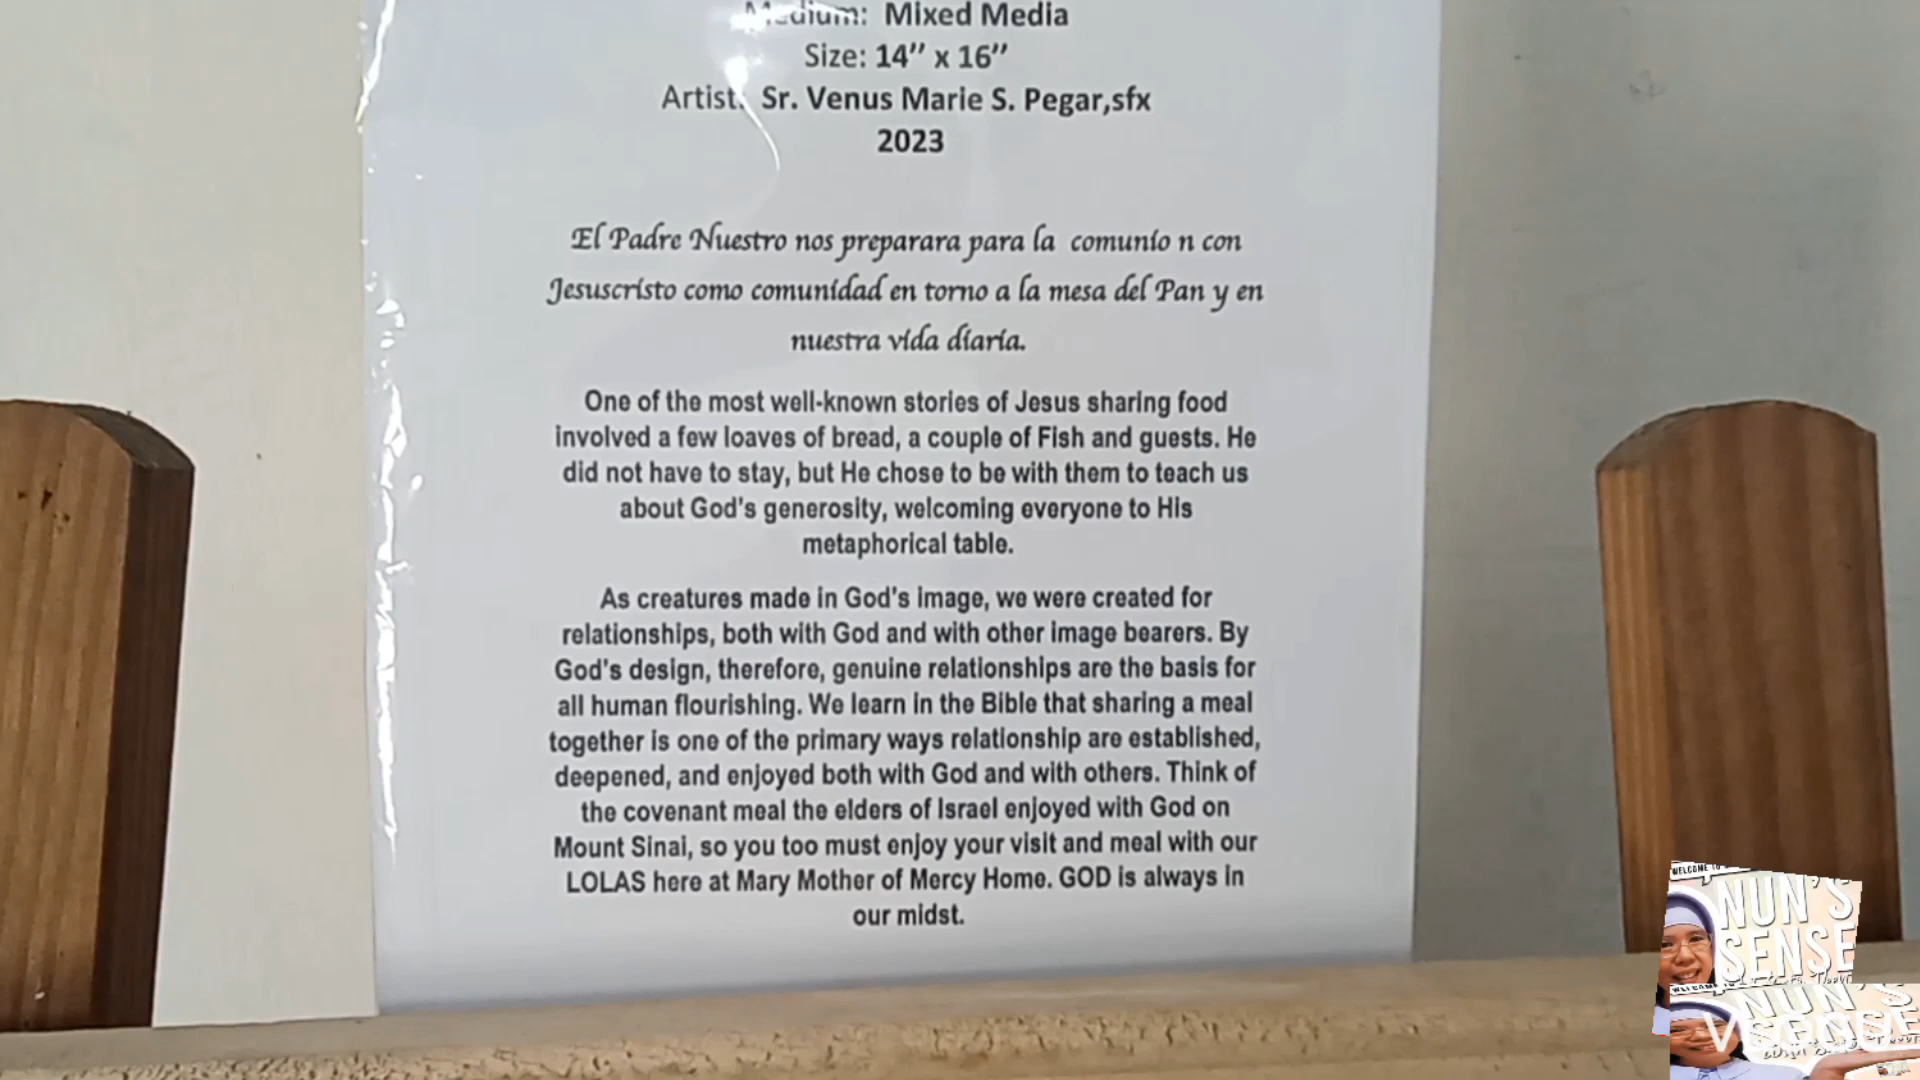 Medium: Mixed Media
Size: 14’’ x 16’’
Artist: Sr. Venus Marie S. Pegar,sfx
2023
El Padre Nuestro nos preparara para la comunio n con
Jesuscristo como comunidad en torno a la mesa del Pan y en
nuestra vida diaria.
One of the most well-known stories of Jesus sharing food
involved a few loaves of bread, a couple of Fish and guests. He
did not have to stay, but He chose to be with them to teach us
about God's generosity, welcoming everyone to His
metaphorical table.
As creatures made in God's image, we were created for
relationships, both with God and with other image bearers. By
God's design, therefore, genuine relationships are the basis for
all human flourishing. We learn in the Bible that sharing a meal
together is one of the primary ways relationship are established,
deepened, and enjoyed both with God and with others. Think of
the covenant meal the elders of Israel enjoyed with God on
Mount Sinai, so you too must enjoy your visit and meal with our
LOLAS here at Mary Mother of Mercy Home. GOD is always in
our midst.
WELCOME TO
NUN'S
SENSE
NUN'S